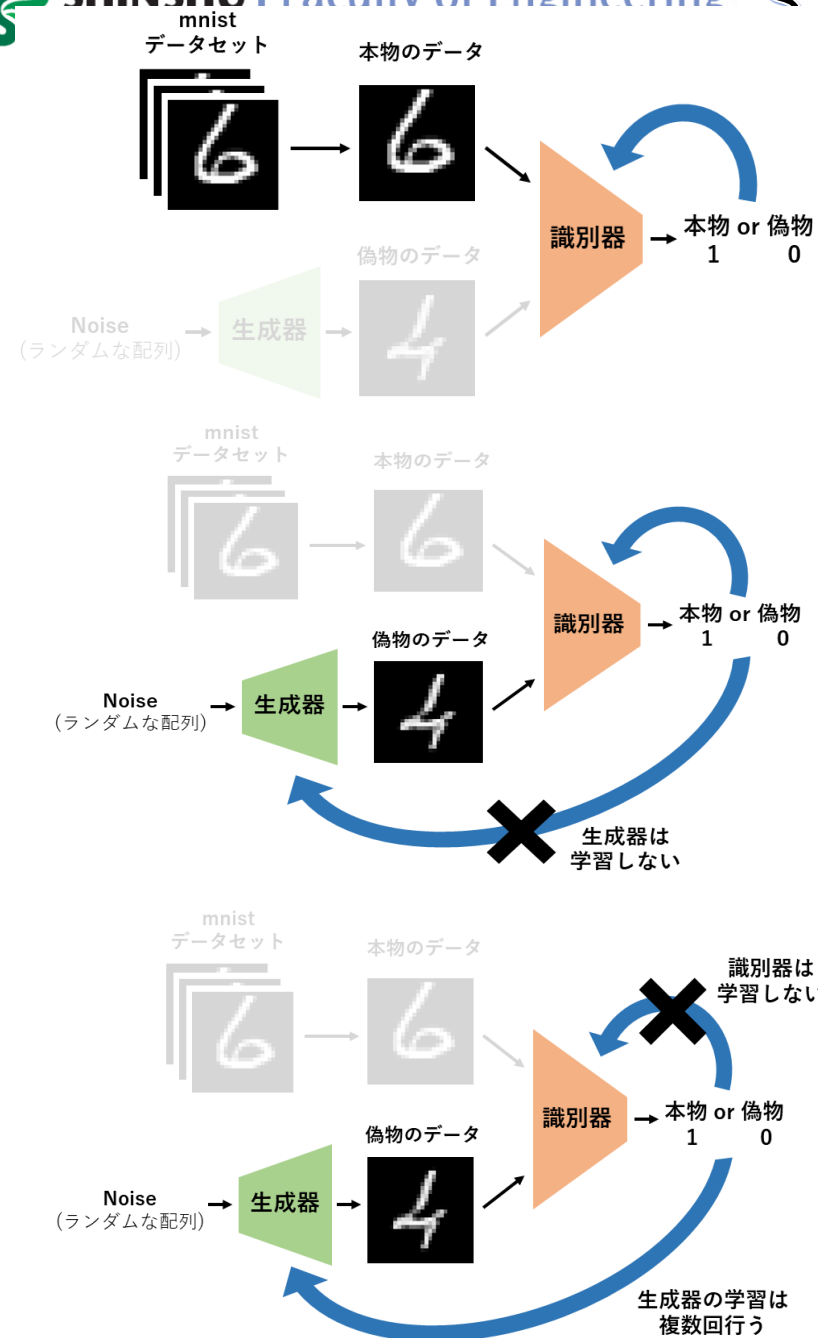 mnist
データセット
本物のデータ
識別器
本物 or 偽物
1 0
偽物のデータ
Noise
(ランダムな配列)
生成器
mnist
データセット
本物のデータ
識別器
本物 or 偽物
1 0
偽物のデータ
Noise
(ランダムな配列)
生成器
生成器は
学習しない
mnist
データセット
本物のデータ
識別器は
学習しない
識別器
本物 or 偽物
1 0
偽物のデータ
Noise
(ランダムな配列)
生成器
生成器の学習は
複数回行う